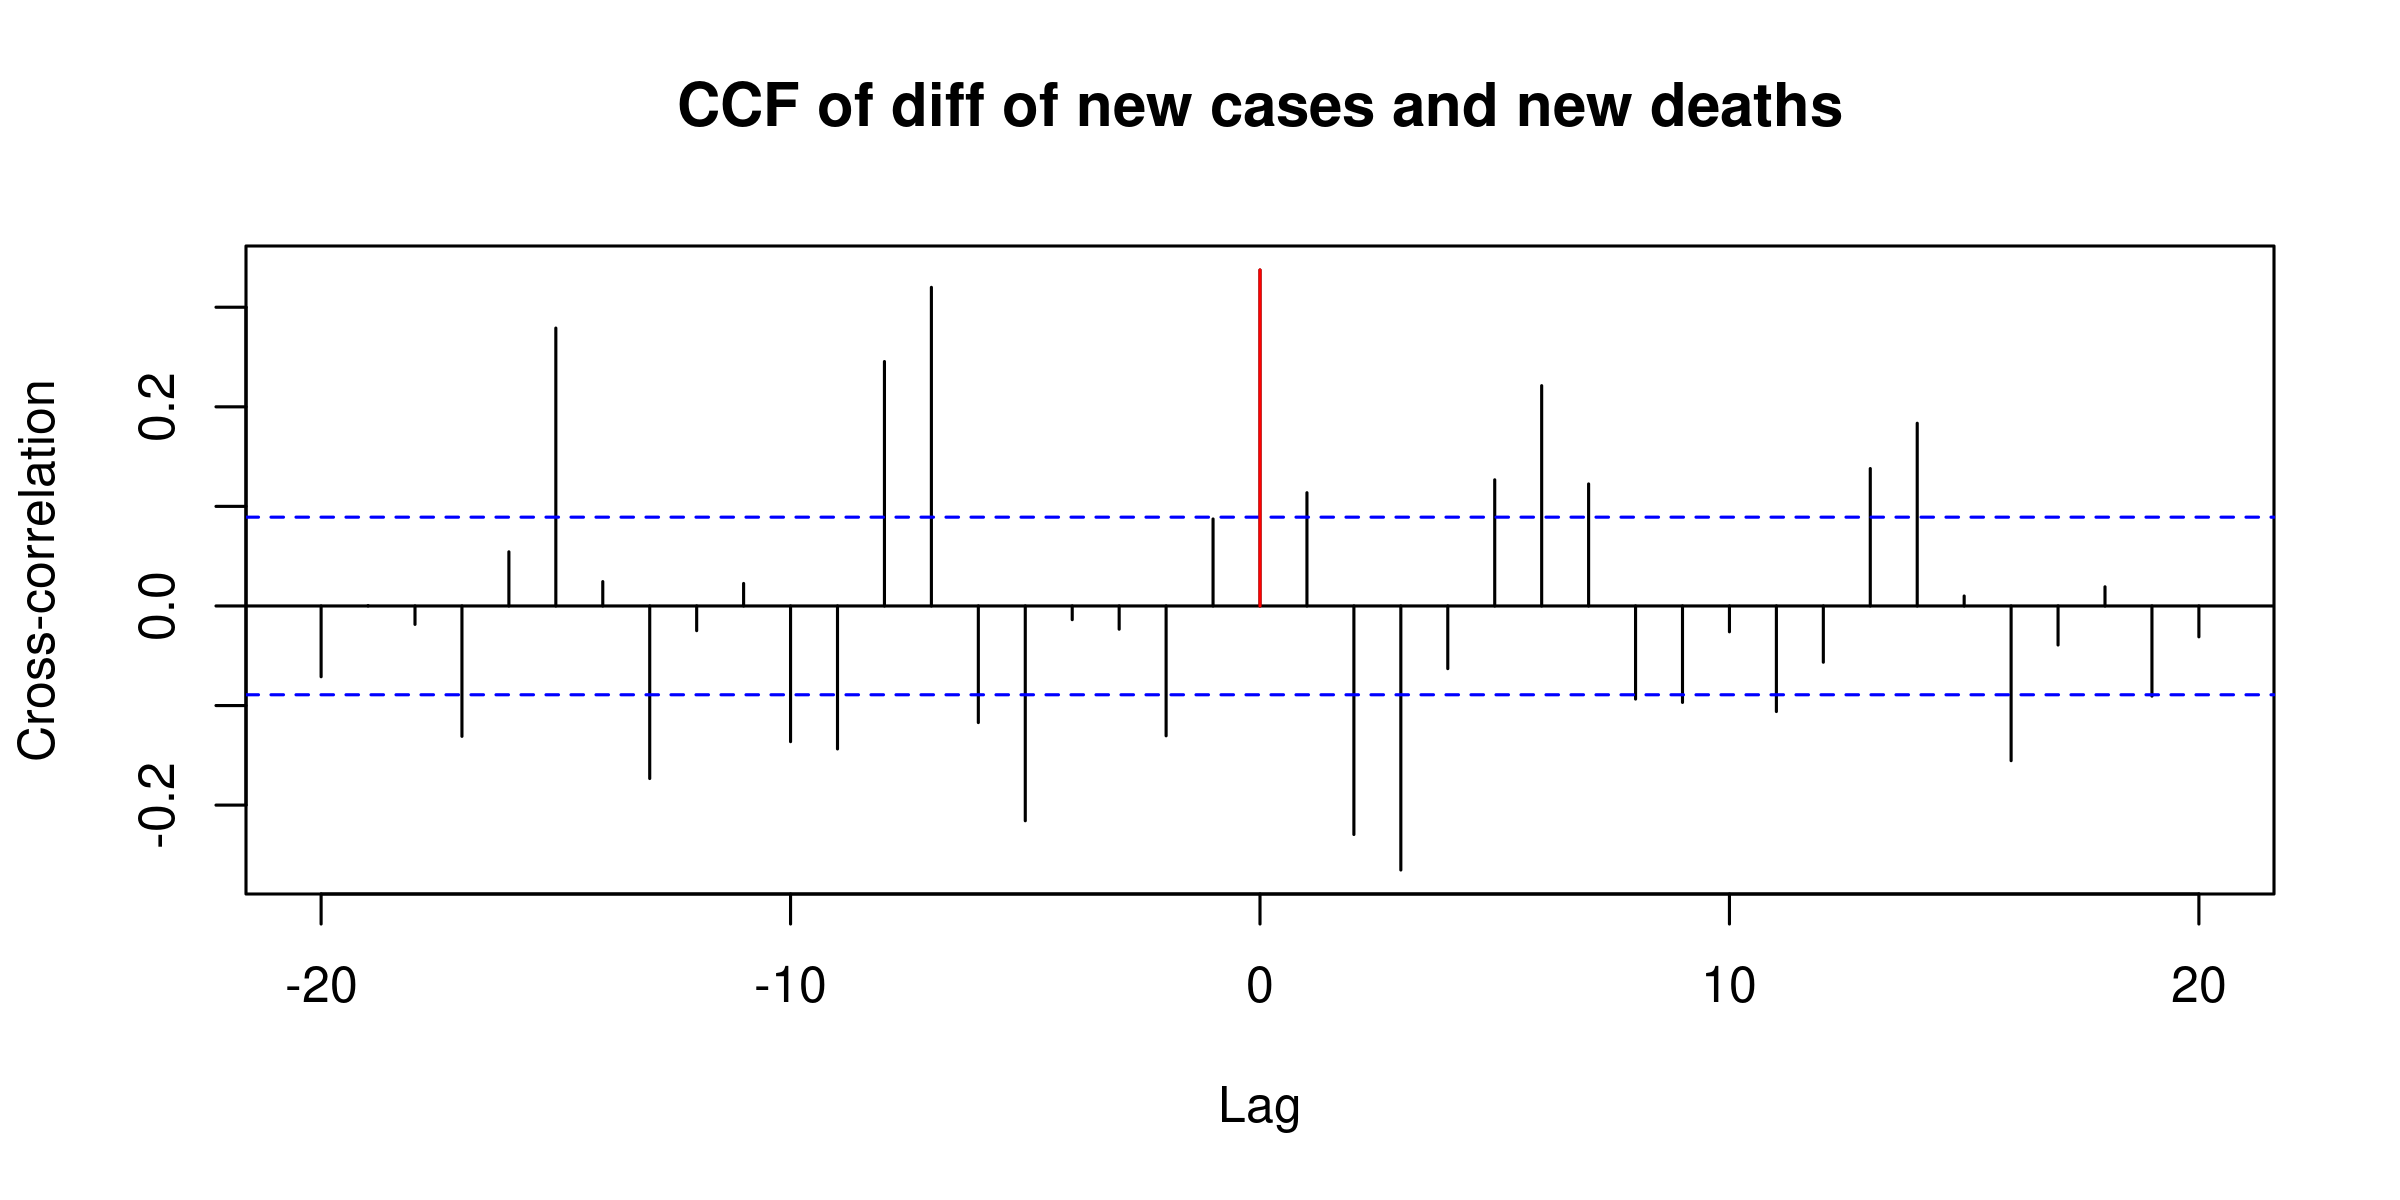 CCF of diff of new cases and new deaths
Cross-correlation
0.2
0.0
-0.2
-20 -10 0 10 20
Lag